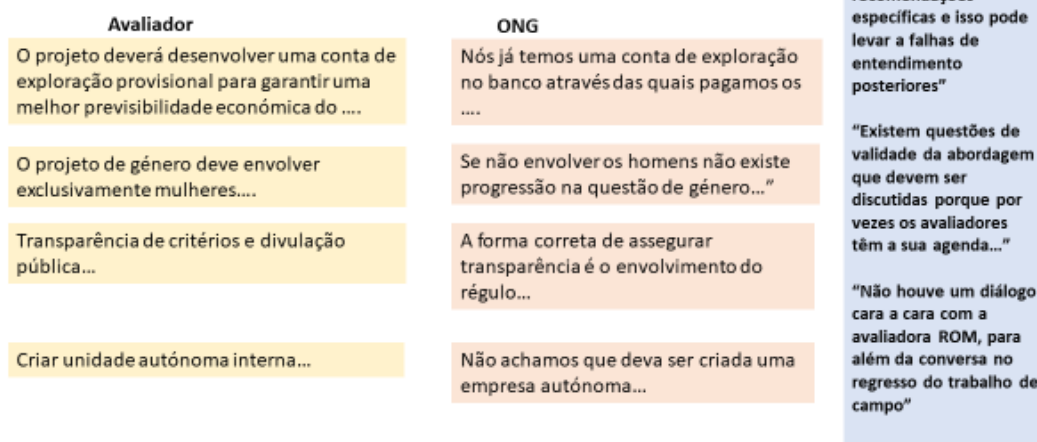 Avaliador
O projeto deverá desenvolver uma conta de
exploração provisional para garantir uma
melhor previsibilidade económica do ....
O projeto de género deve envolver
exclusivamente mulheres....
Transparência de critérios e divulação
pública...
Criar unidade autónoma interna...
ONG
Nós já temos uma conta de exploração
no banco através das quais pagamos os
....
Se não envolver os homens não existe
progressão na questão de género..."
A forma correta de assegurar
transparência é o envolvimento do
régulo...
Não achamos que deva ser criada uma
empresa autónoma...
específicas e isso pode
levar a falhas de
entendimento
posteriores"
"Existem questões de
validade da abordagem
que devem ser
discutidas porque por
vezes os avaliadores
têm a sua agenda..."
"Não houve um diálogo
cara a cara com a
avaliadora ROM, para
além da conversa no
regresso do trabalho de
campo"